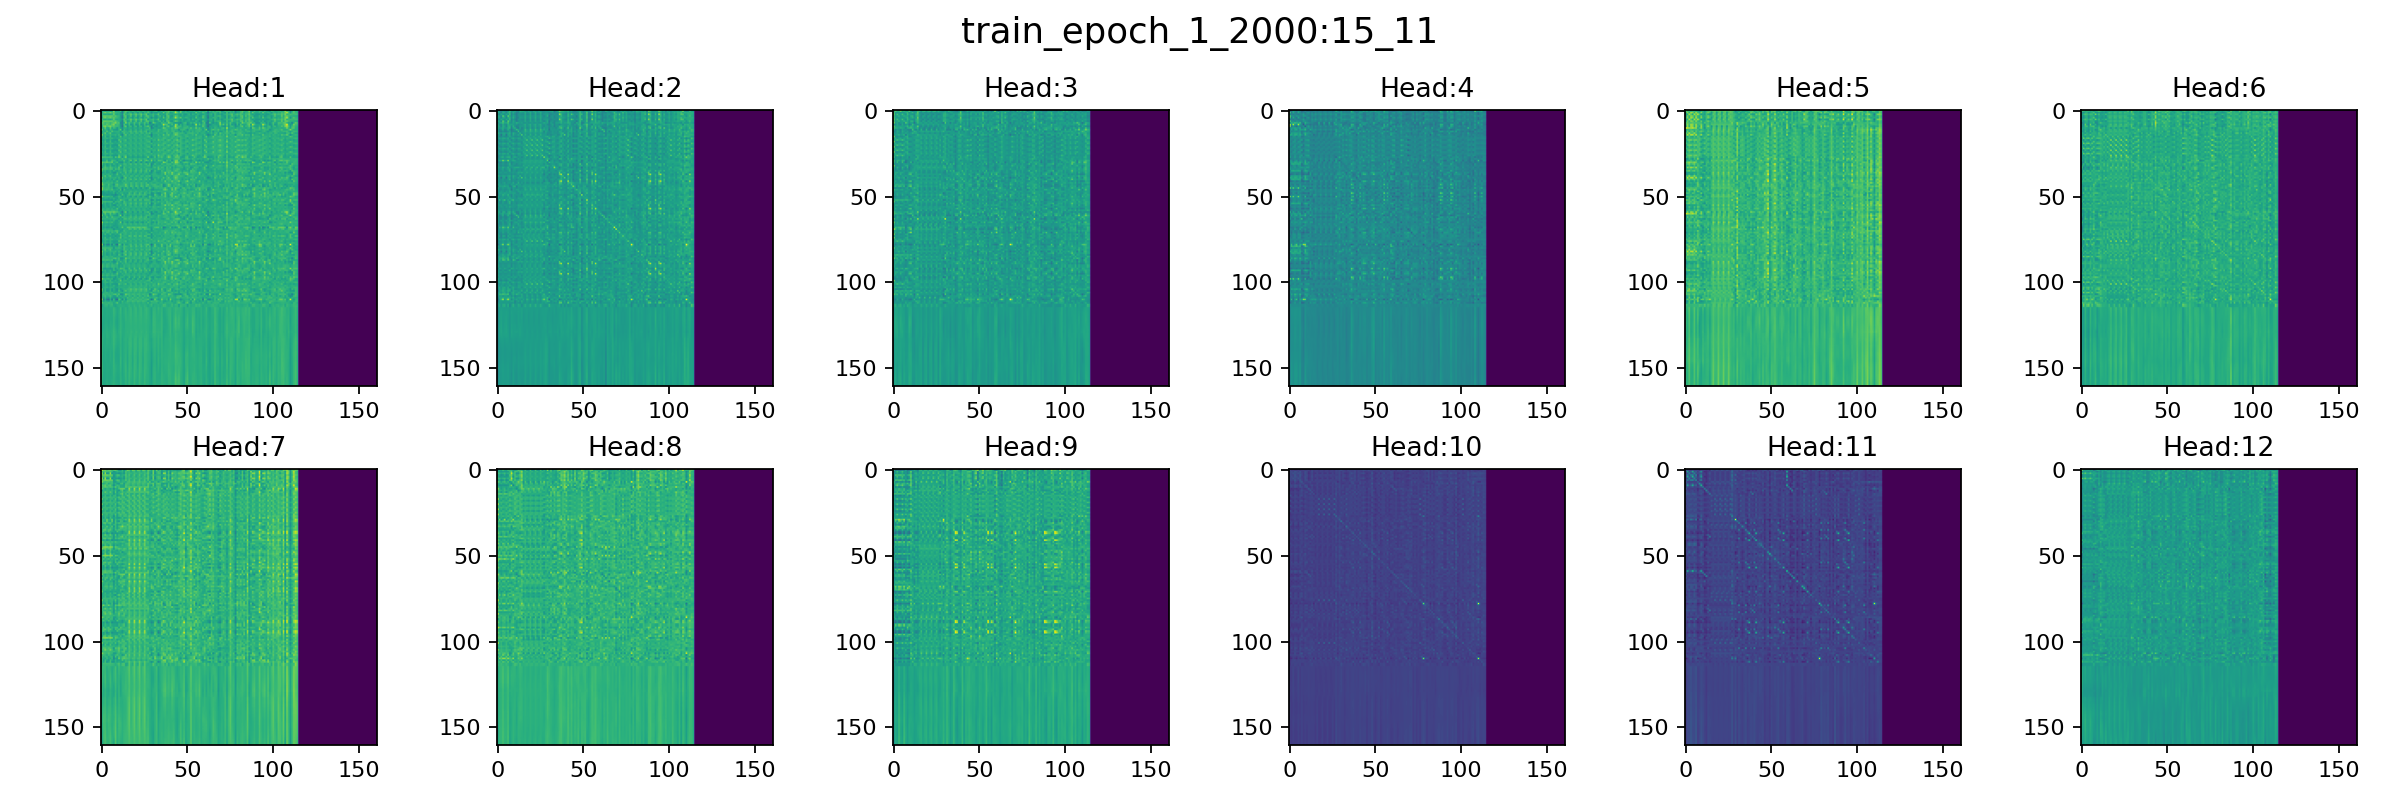 train_epoch_1_2000:15_11
Head:1 Head:2 Head:3 Head:4 Head:5 Head:6
0 0 0 0 0 0
50 50 50 50 50 50
100 100 100 100 100 100
150 150 150 150 150 150
0 50 100 150 0 50 100 150 0 50 100 150 0 50 100 150 0 50 100 150 0 50 100 150
Head:7 Head:8 Head:9 Head:10 Head:11 Head:12
0 0 0 0 0 0
50 50 50 50 50 50
100 100 100 100 100 100
150 150 150 150 150 150
0 50 100 150 0 50 100 150 0 50 100 150 0 50 100 150 0 50 100 150 0 50 100 150